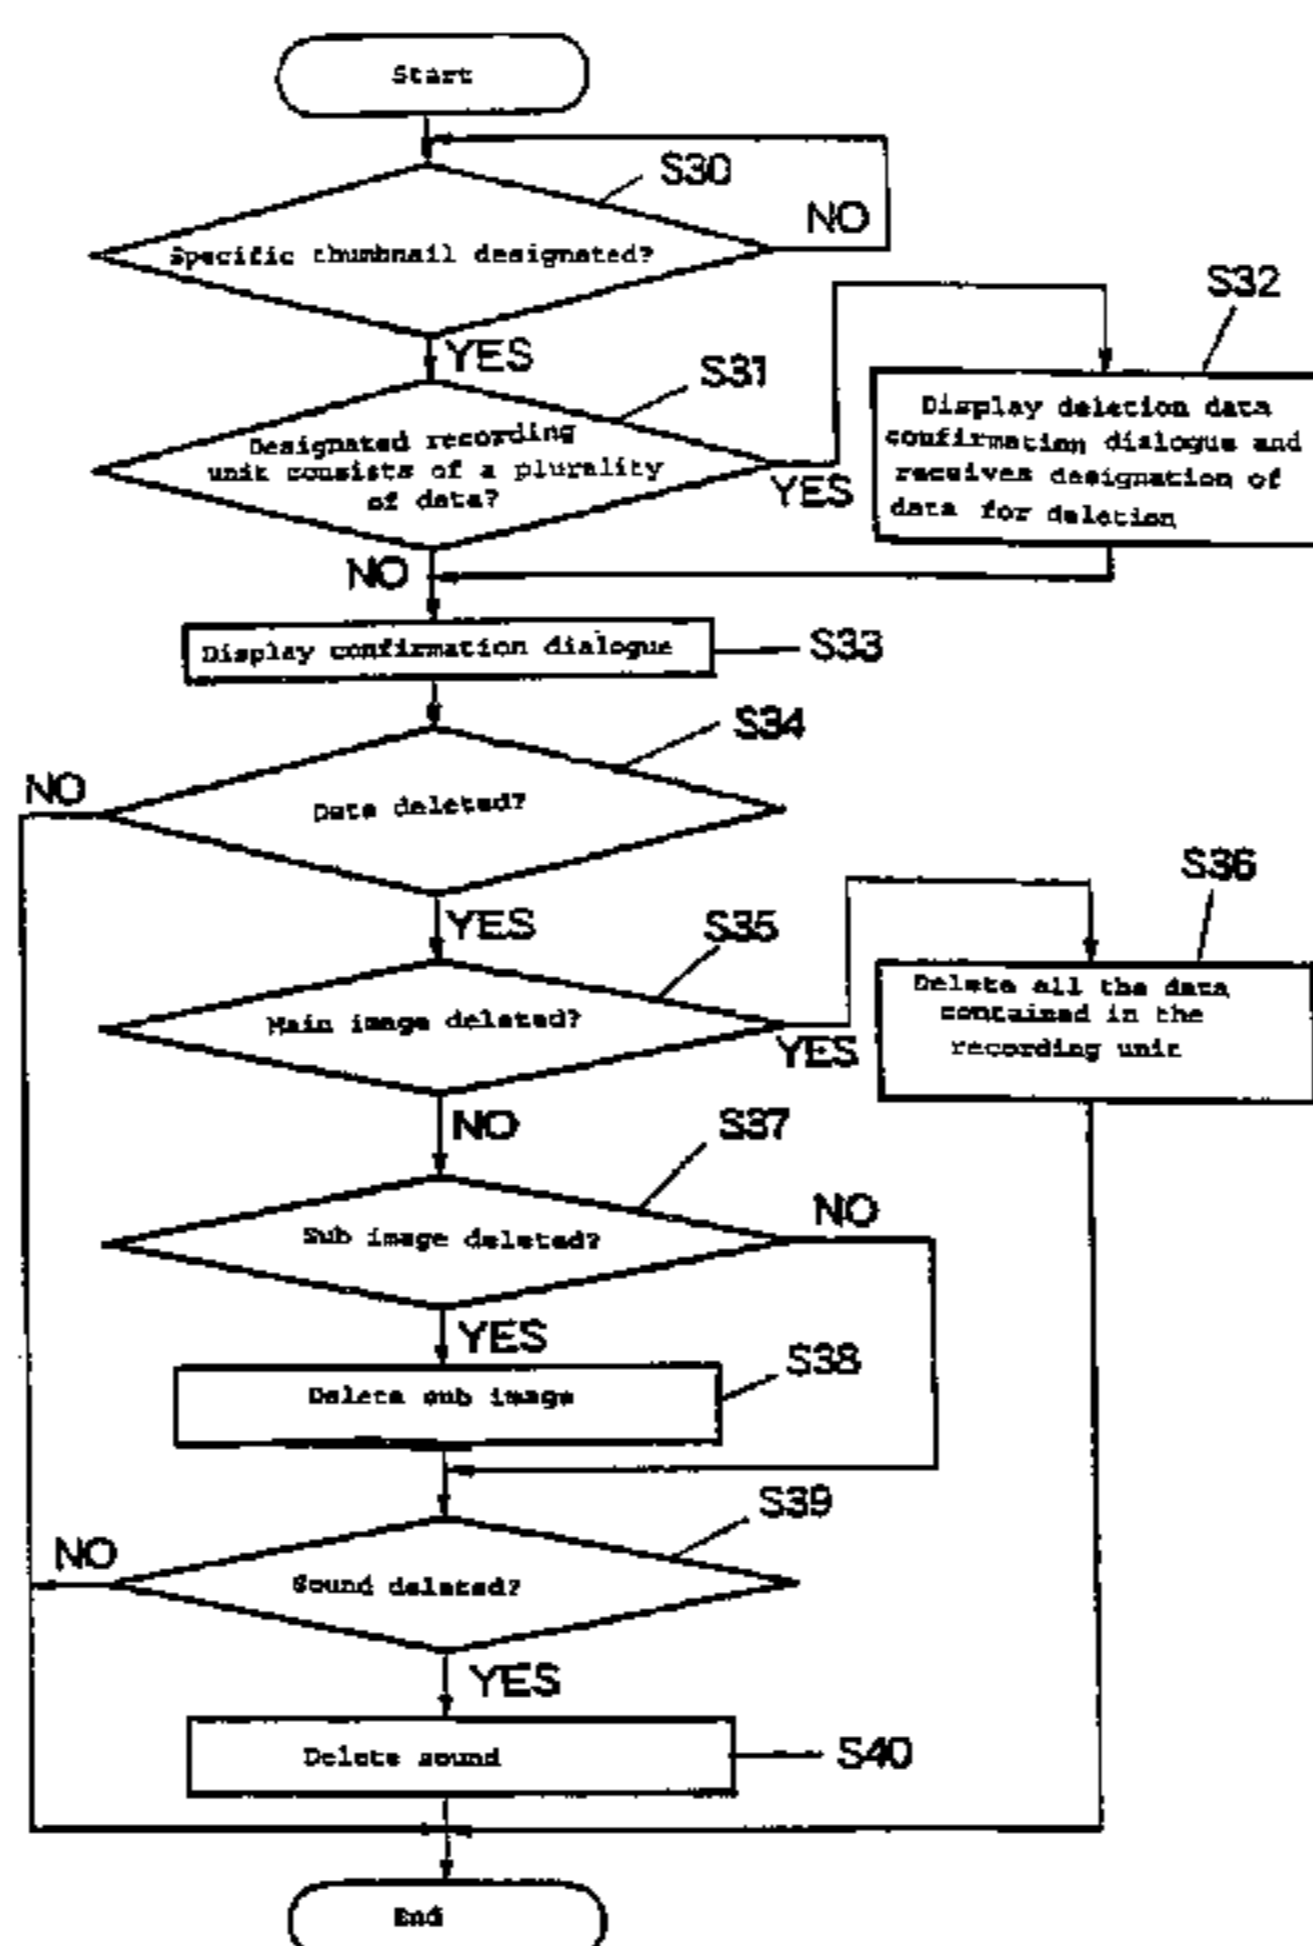 Start
S30
NO
Specific thumbnail designated?
S32
YES
S31
Display deletion data
confirmation dialogue and
receives designation of
data for deletion
Designated recording
unit consists of a plurality
of data?
YES
NO
Display confirmation dialogue
S33
S34
NO
Data deleted?
S36
YES
S35
Delete all the data
contained in the
recording unit
Main image deleted?
YES
NO
S37
NO
Sub image deleted?
YES
S38
Delete sub image
S39
NO
Sound deleted?
YES
Delete sound
S40
End